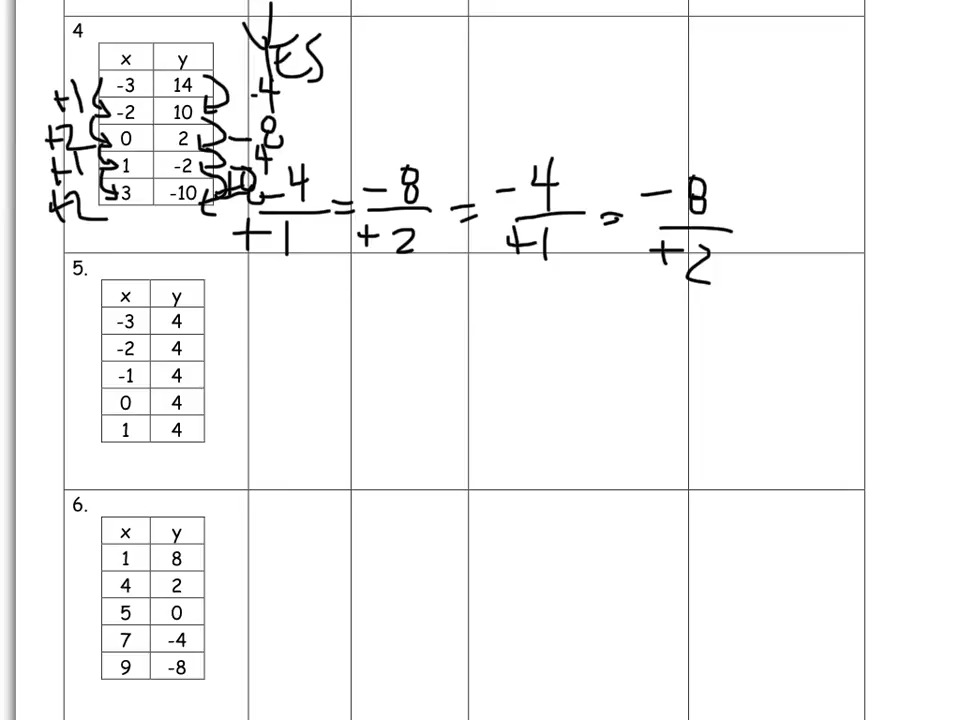 4
YES
x y
+1 -3 14 -4
-2 10
+2 0 2 -8
+1 1 -2 4
+2 3 -10
-4/+1 = -8/+2 = -4/+1 = -8/+2
5.
x y
-3 4
-2 4
-1 4
0 4
1 4
6.
x y
1 8
4 2
5 0
7 -4
9 -8